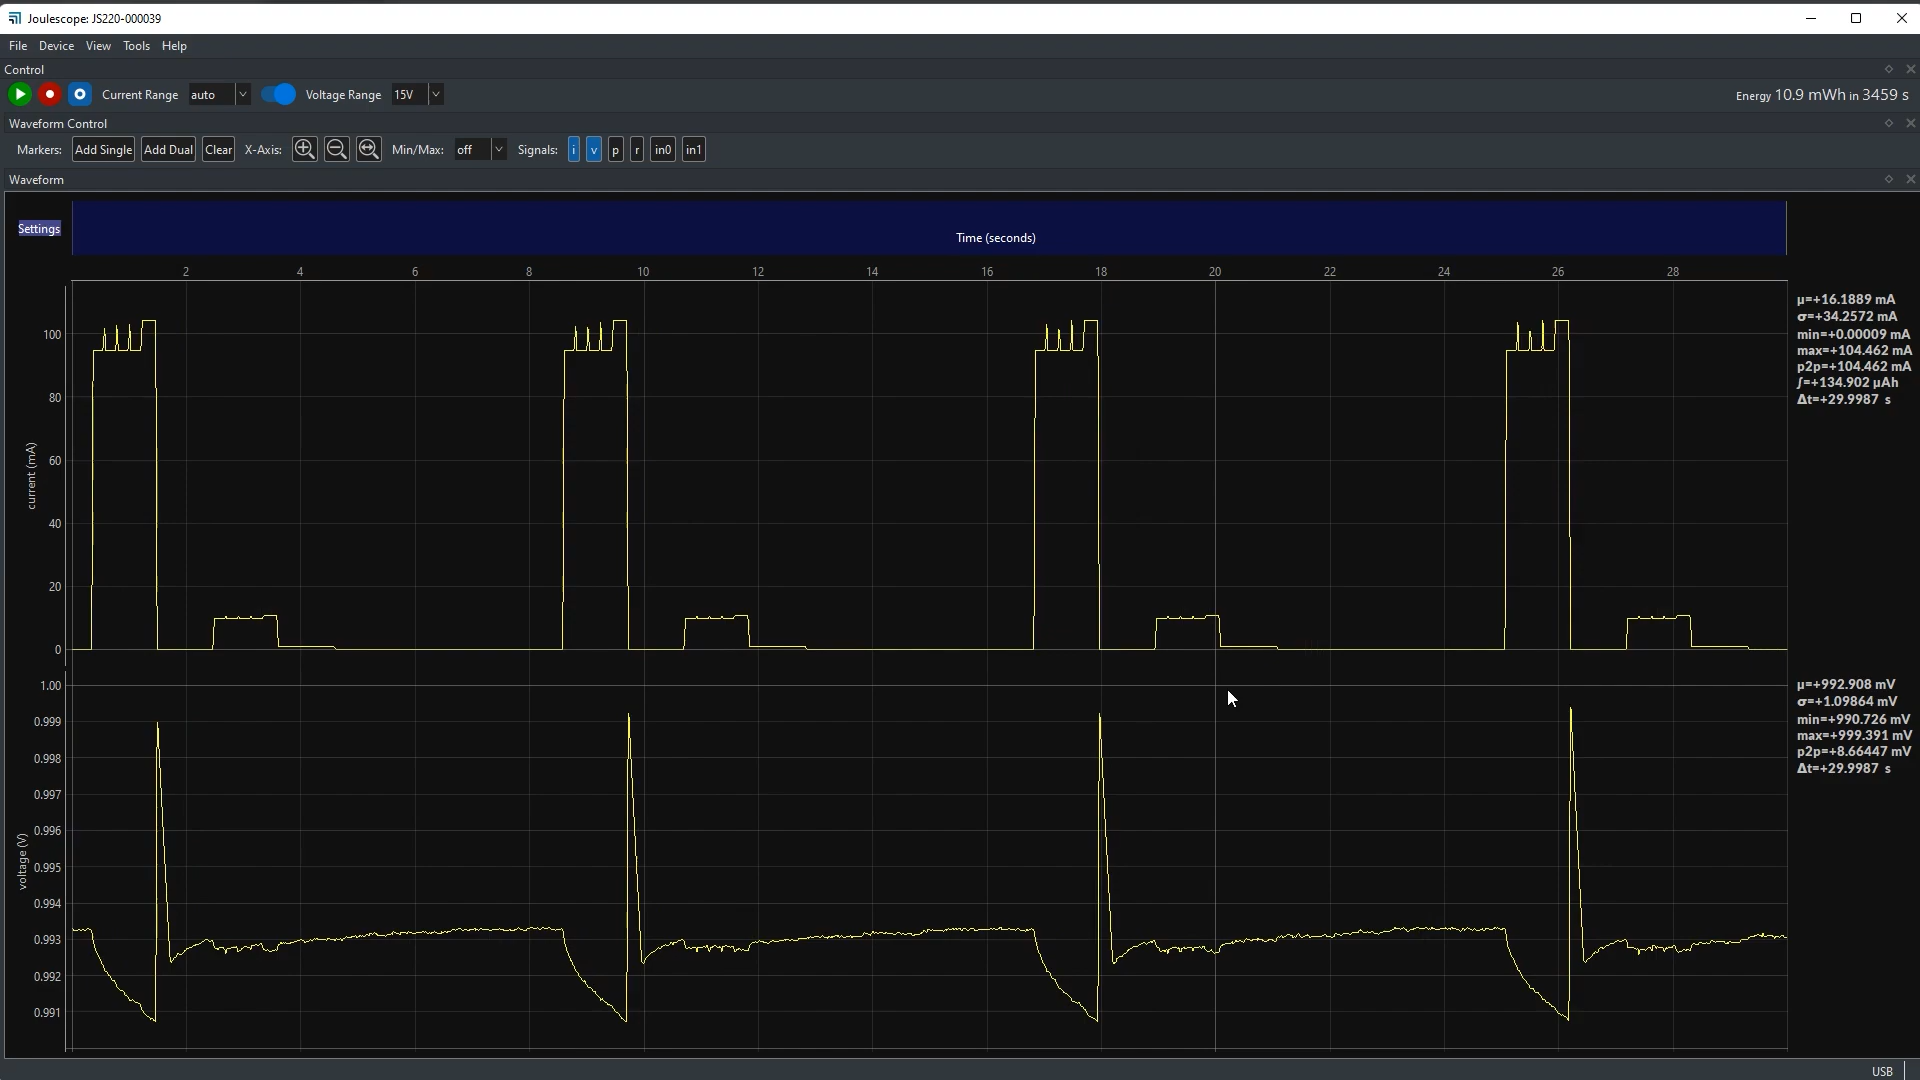 Joulescope: JS220-000039
File Device View Tools Help
Control
Current Range auto Voltage Range 15V Energy 10.9 mWh in 3459 s
Waveform Control
Markers: Add Single Add Dual Clear X-Axis: Min/Max: off Signals: i v p r in0 in1
Waveform
Settings
Time (seconds)
2 4 6 8 10 12 14 16 18 20 22 24 26 28
100
80
60
40
20
0
current (mA)
µ=+16.1889 mA
σ=+34.2572 mA
min=+0.00009 mA
max=+104.462 mA
p2p=+104.462 mA
∫=+134.902 µAh
Δt=+29.9987 s
1.00
0.999
0.998
0.997
0.996
0.995
0.994
0.993
0.992
0.991
voltage (V)
µ=+992.908 mV
σ=+1.09864 mV
min=+990.726 mV
max=+999.391 mV
p2p=+8.66447 mV
Δt=+29.9987 s
USB